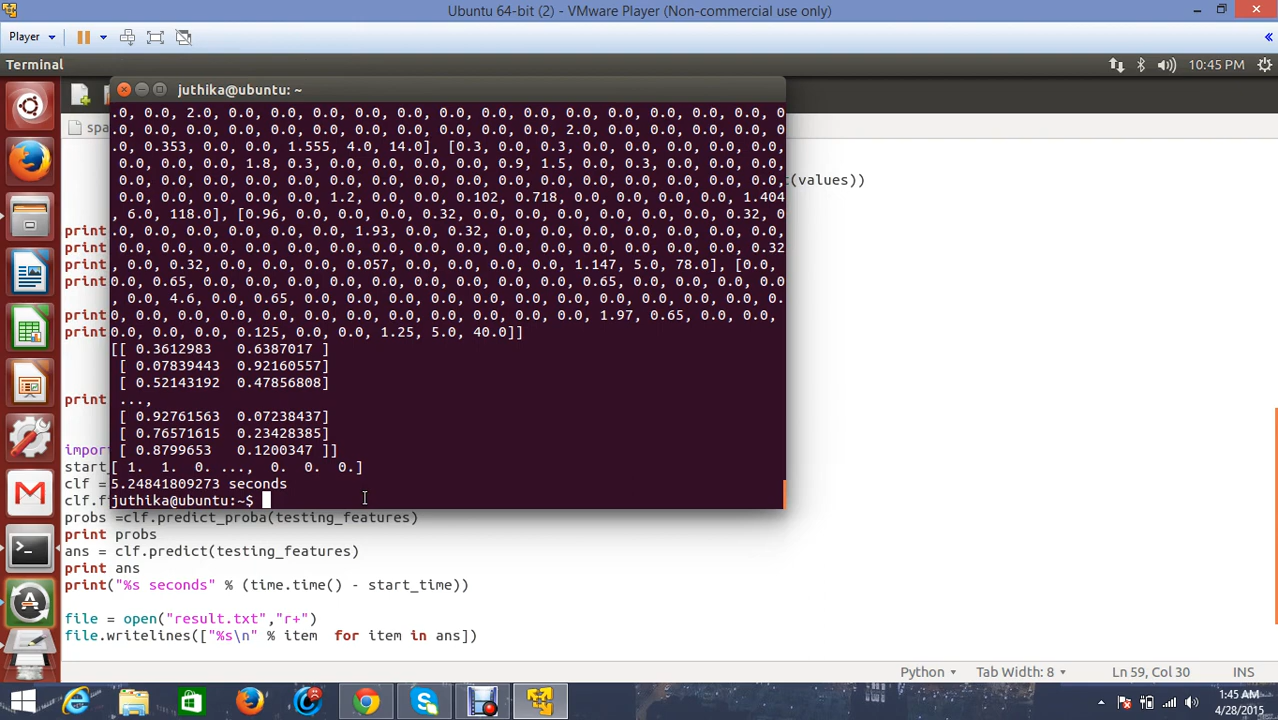 Ubuntu 64-bit (2) - VMware Player (Non-commercial use only)
Player
Terminal
10:45 PM
juthika@ubuntu: ~
spa
.0, 0.0, 2.0, 0.0, 0.0, 0.0, 0.0, 0.0, 0.0, 0.0, 0.0, 0.0, 0.0, 0.0, 0.0, 0
.0, 0.0, 0.0, 0.0, 0.0, 0.0, 0.0, 0.0, 0.0, 0.0, 0.0, 2.0, 0.0, 0.0, 0.0, 0
.0, 0.353, 0.0, 0.0, 1.555, 4.0, 14.0], [0.3, 0.0, 0.3, 0.0, 0.0, 0.0, 0.0,
0.0, 0.0, 0.0, 1.8, 0.3, 0.0, 0.0, 0.0, 0.0, 0.9, 1.5, 0.0, 0.3, 0.0, 0.0,
0.0, 0.0, 0.0, 0.0, 0.0, 0.0, 0.0, 0.0, 0.0, 0.0, 0.0, 0.0, 0.0, 0.0, 0.0, 0.0,
t(values))
0.0, 0.0, 0.0, 0.0, 0.0, 1.2, 0.0, 0.0, 0.102, 0.718, 0.0, 0.0, 0.0, 0.0, 1.404
, 6.0, 118.0], [0.96, 0.0, 0.0, 0.0, 0.32, 0.0, 0.0, 0.0, 0.0, 0.0, 0.32, 0.0,
print
0.0, 0.0, 0.0, 0.0, 0.0, 0.0, 1.93, 0.0, 0.32, 0.0, 0.0, 0.0, 0.0, 0.0, 0.0, 0.0,
print
0.0, 0.0, 0.0, 0.0, 0.0, 0.0, 0.0, 0.0, 0.0, 0.0, 0.0, 0.0, 0.0, 0.0, 0.0, 0.32
print
, 0.0, 0.32, 0.0, 0.0, 0.0, 0.057, 0.0, 0.0, 0.0, 0.0, 1.147, 5.0, 78.0], [0.0,
print
0.0, 0.65, 0.0, 0.0, 0.0, 0.0, 0.0, 0.0, 0.0, 0.0, 0.65, 0.0, 0.0, 0.0, 0.0
, 0.0, 4.6, 0.0, 0.65, 0.0, 0.0, 0.0, 0.0, 0.0, 0.0, 0.0, 0.0, 0.0, 0.0, 0.0, 0.
print
0.0, 0.0, 0.0, 0.0, 0.0, 0.0, 0.0, 0.0, 0.0, 0.0, 0.0, 1.97, 0.65, 0.0, 0.0,
print
0.0, 0.0, 0.0, 0.125, 0.0, 0.0, 1.25, 5.0, 40.0]]
[[ 0.3612983   0.6387017 ]
[ 0.07839443  0.92160557]
[ 0.52143192  0.47856808]
...,
print
[ 0.92761563  0.07238437]
[ 0.76571615  0.23428385]
impor
[ 0.8799653   0.1200347 ]]
start_
[ 1.  1.  0. ...,  0.  0.  0.]
clf =
5.24841809273 seconds
clf.f
juthika@ubuntu:~$
probs =clf.predict_proba(testing_features)
print probs
ans = clf.predict(testing_features)
print ans
print("%s seconds" % (time.time() - start_time))
file = open("result.txt","r+")
file.writelines(["%s\n" % item  for item in ans])
Python
Tab Width: 8
Ln 59, Col 30
INS
1:45 AM
4/28/2015